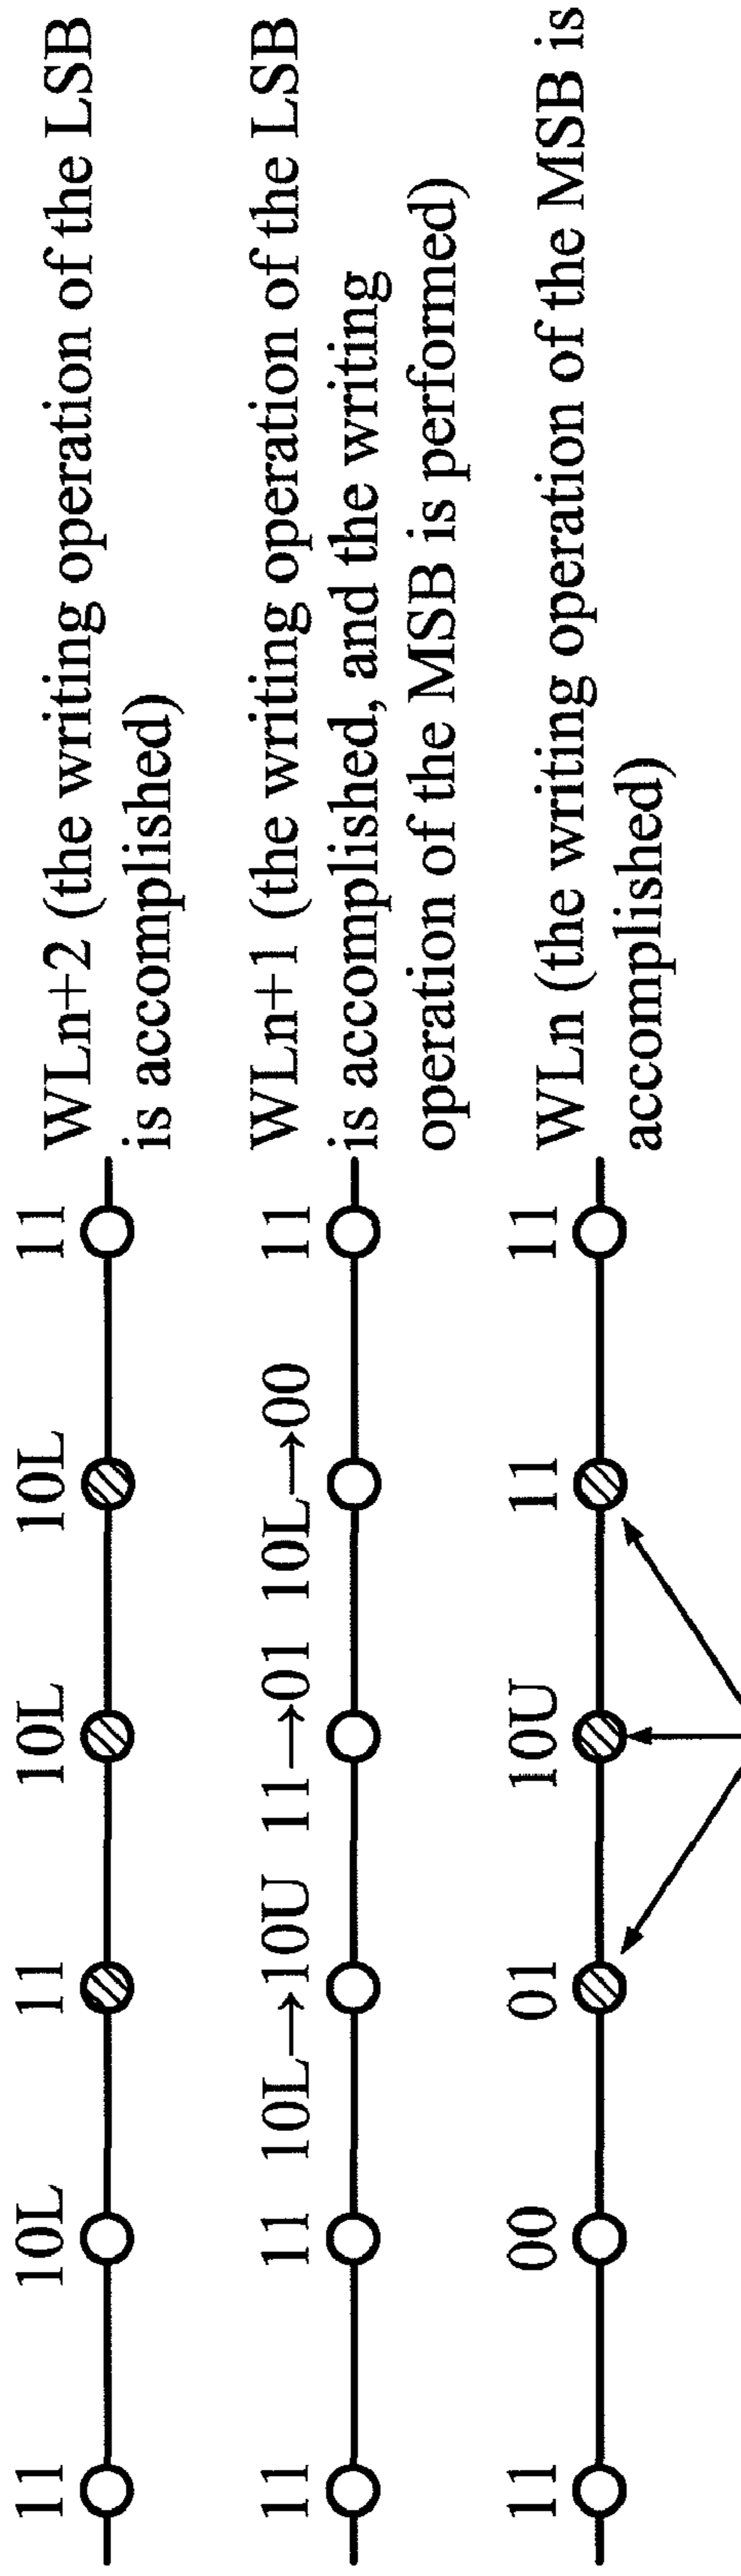 11 10L 11 10L 10L 11
WLn+2 (the writing operation of the LSB
is accomplished)
11 11 10L→10U 11→01 10L→00 11
WLn+1 (the writing operation of the LSB
is accomplished, and the writing
operation of the MSB is performed)
11 00 01 10U 11 11
WLn (the writing operation of the MSB is
accomplished)